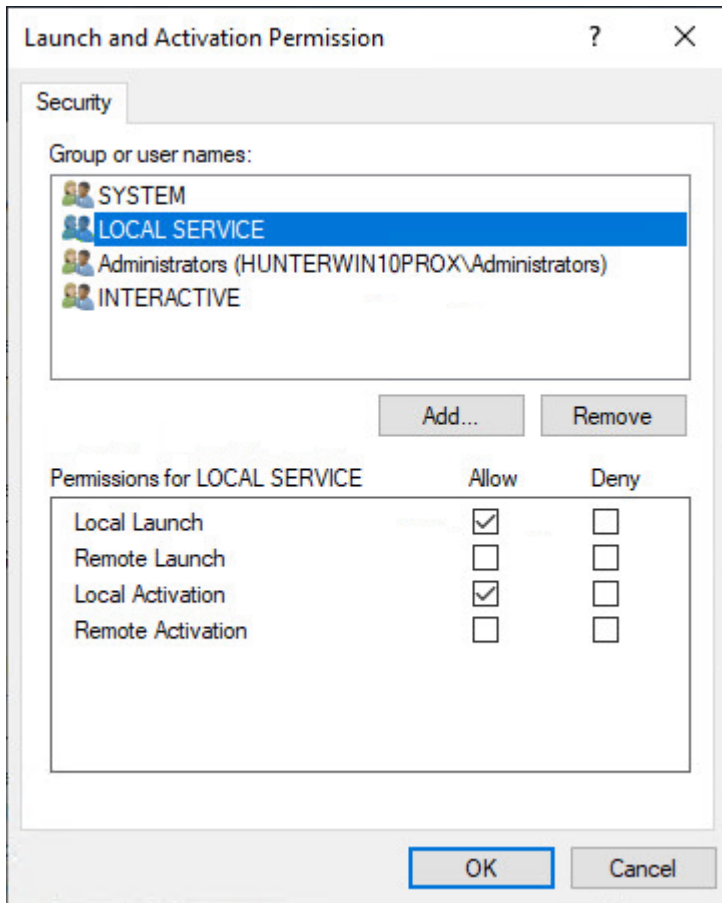 Launch and Activation Permission ? X
Security
Group or user names:
SYSTEM
LOCAL SERVICE
Administrators (HUNTERWIN10PROX\Administrators)
INTERACTIVE
Add... Remove
Permissions for LOCAL SERVICE Allow Deny
Local Launch
Remote Launch
Local Activation
Remote Activation
OK Cancel